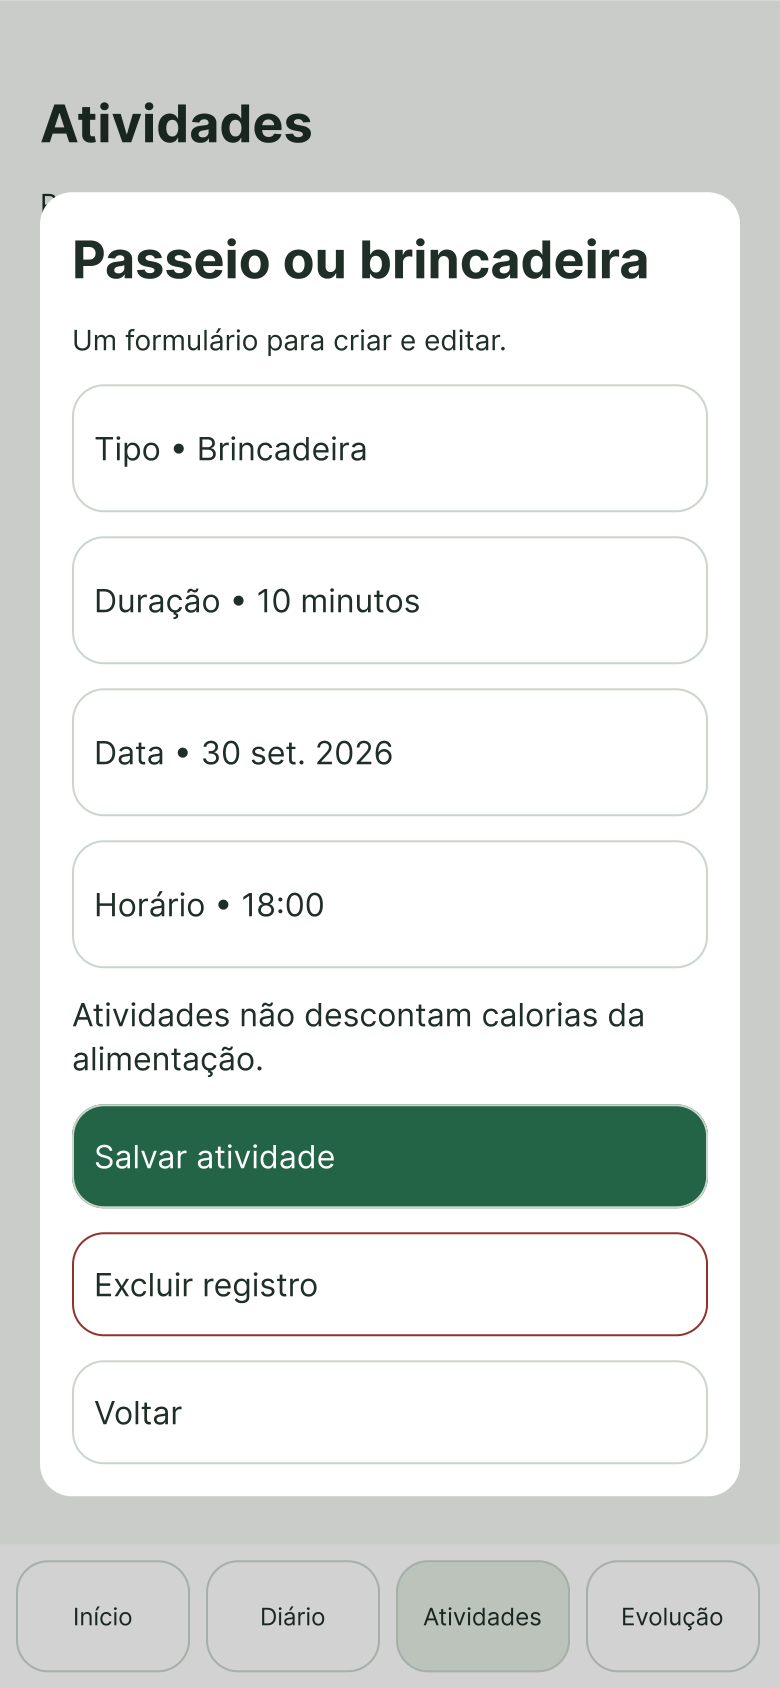 Atividades
Passeio ou brincadeira
Um formulário para criar e editar.
Tipo • Brincadeira
Duração • 10 minutos
Data • 30 set. 2026
Horário • 18:00
Atividades não descontam calorias da
alimentação.
Salvar atividade
Excluir registro
Voltar
Início
Diário
Atividades
Evolução